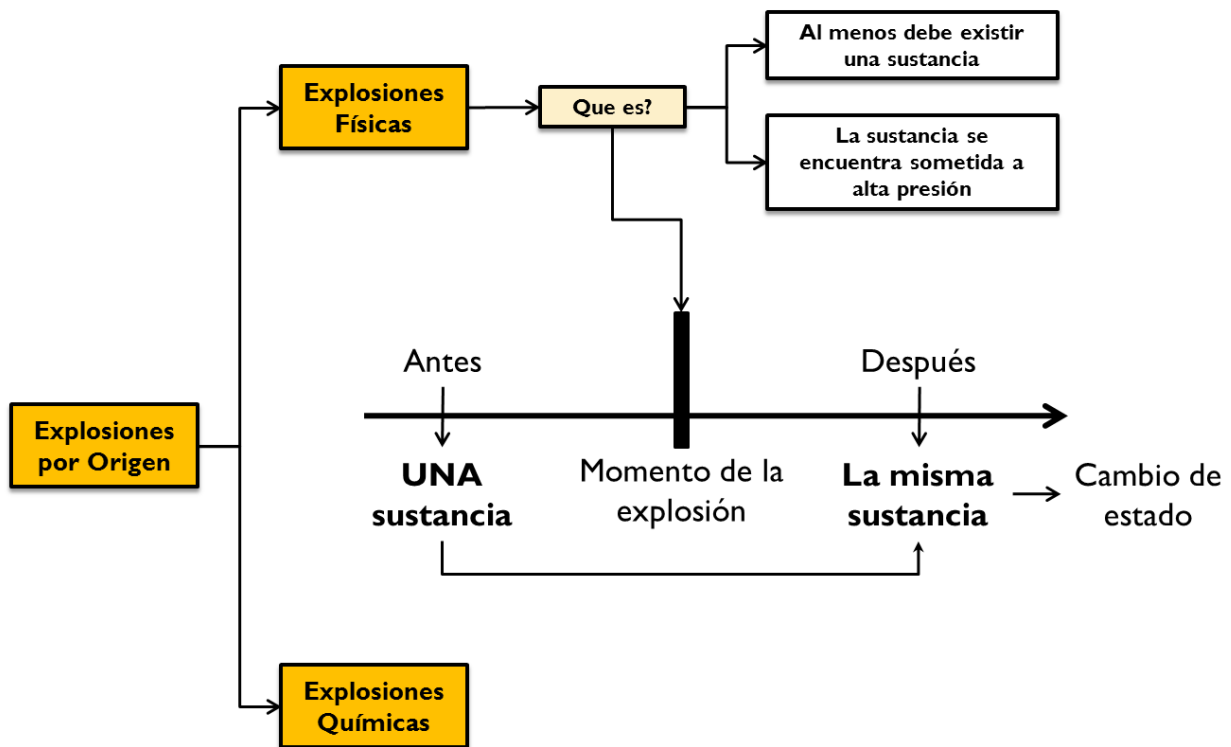 Al menos debe existir
una sustancia
Explosiones
Físicas
Que es?
La sustancia se
encuentra sometida a
alta presión
Antes
Después
Explosiones
por Origen
UNA
sustancia
Momento de la
explosión
La misma
sustancia
Cambio de
estado
Explosiones
Químicas